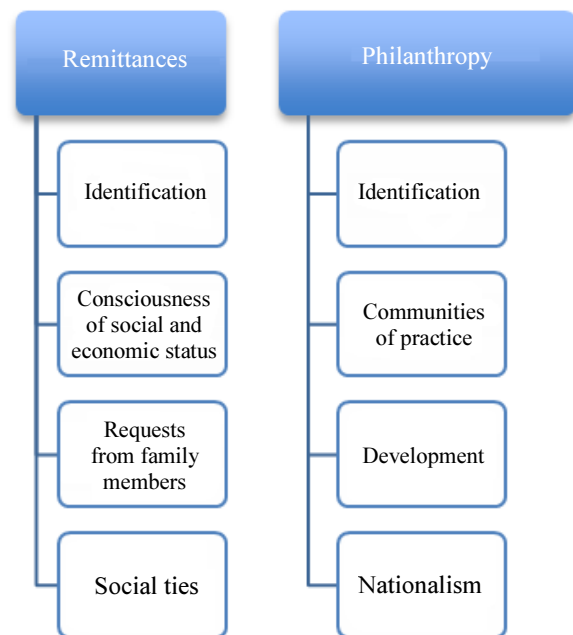 Remittances
Identification
Consciousness
of social and
economic status
Requests
from family
members
Social ties
Philanthropy
Identification
Communities
of practice
Development
Nationalism